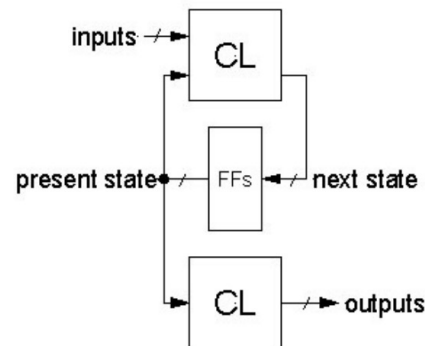 inputs
CL
present state
FFs
next state
CL
outputs